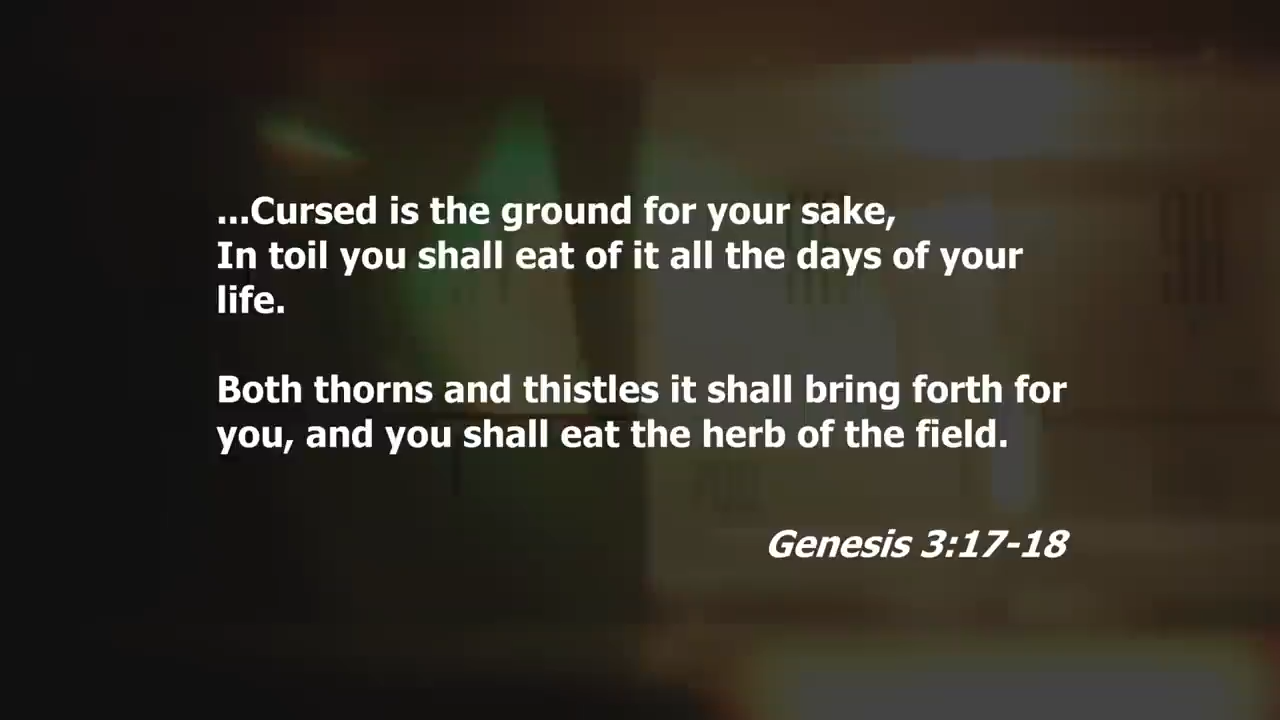 ...Cursed is the ground for your sake,
In toil you shall eat of it all the days of your
life.
Both thorns and thistles it shall bring forth for
you, and you shall eat the herb of the field.
Genesis 3:17-18